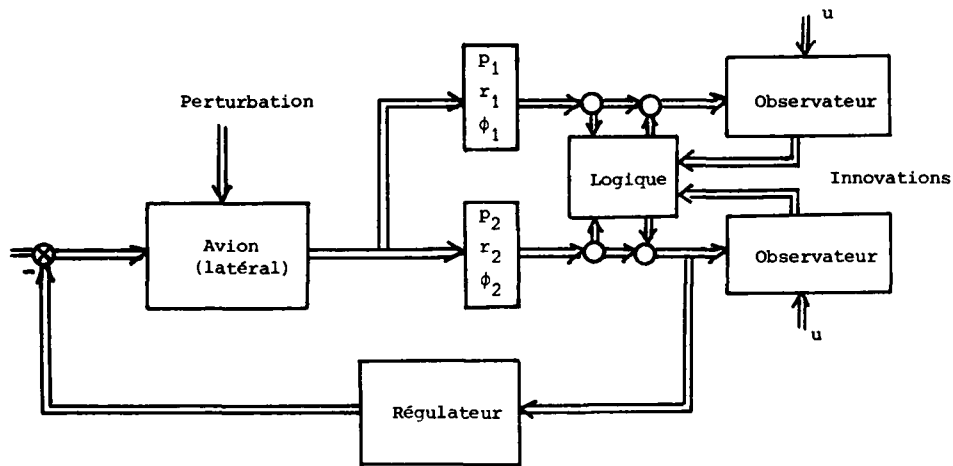 u
p1
r1
ϕ1
Perturbation
Observateur
Logique
Innovations
p2
r2
ϕ2
Avion
(latéral)
Observateur
-
u
Régulateur